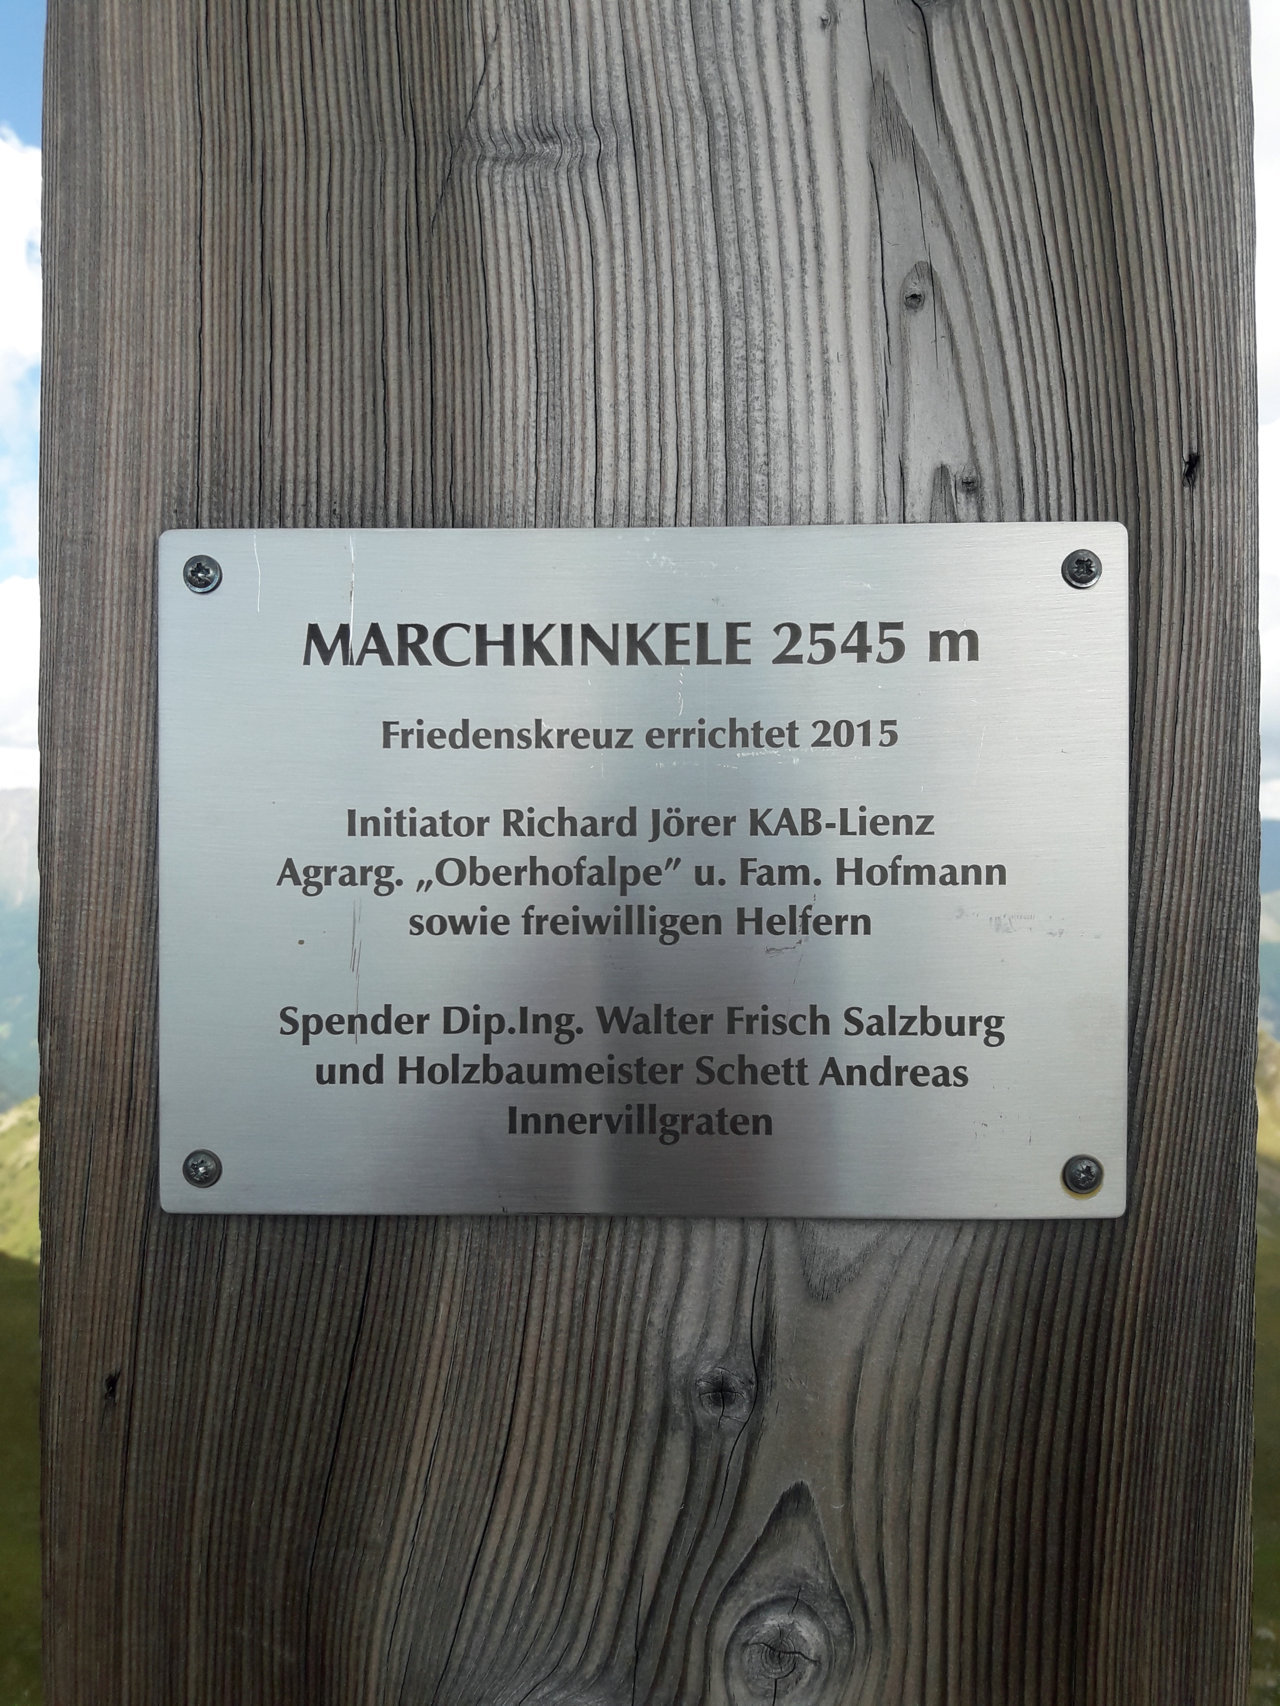 MARCHKINKELE 2545 m
Friedenskreuz errichtet 2015
Initiator Richard Jörer KAB-Lienz
Agrarg. „Oberhofalpe” u. Fam. Hofmann
sowie freiwilligen Helfern
Spender Dip.Ing. Walter Frisch Salzburg
und Holzbaumeister Schett Andreas
Innervillgraten